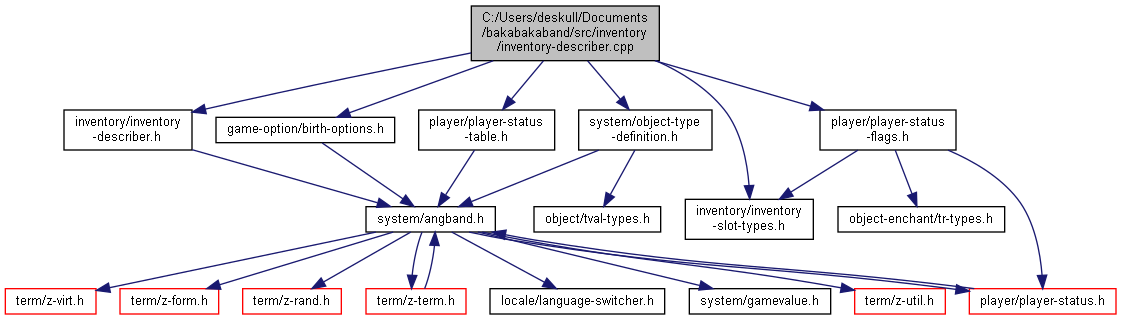 C:/Users/deskull/Documents
/bakabakaband/src/inventory
/inventory-describer.cpp
inventory/inventory
-describer.h
game-option/birth-options.h
player/player-status
-table.h
system/object-type
-definition.h
player/player-status
-flags.h
system/angband.h
object/tval-types.h
inventory/inventory
-slot-types.h
object-enchant/tr-types.h
term/z-virt.h
term/z-form.h
term/z-rand.h
term/z-term.h
locale/language-switcher.h
system/gamevalue.h
term/z-util.h
player/player-status.h